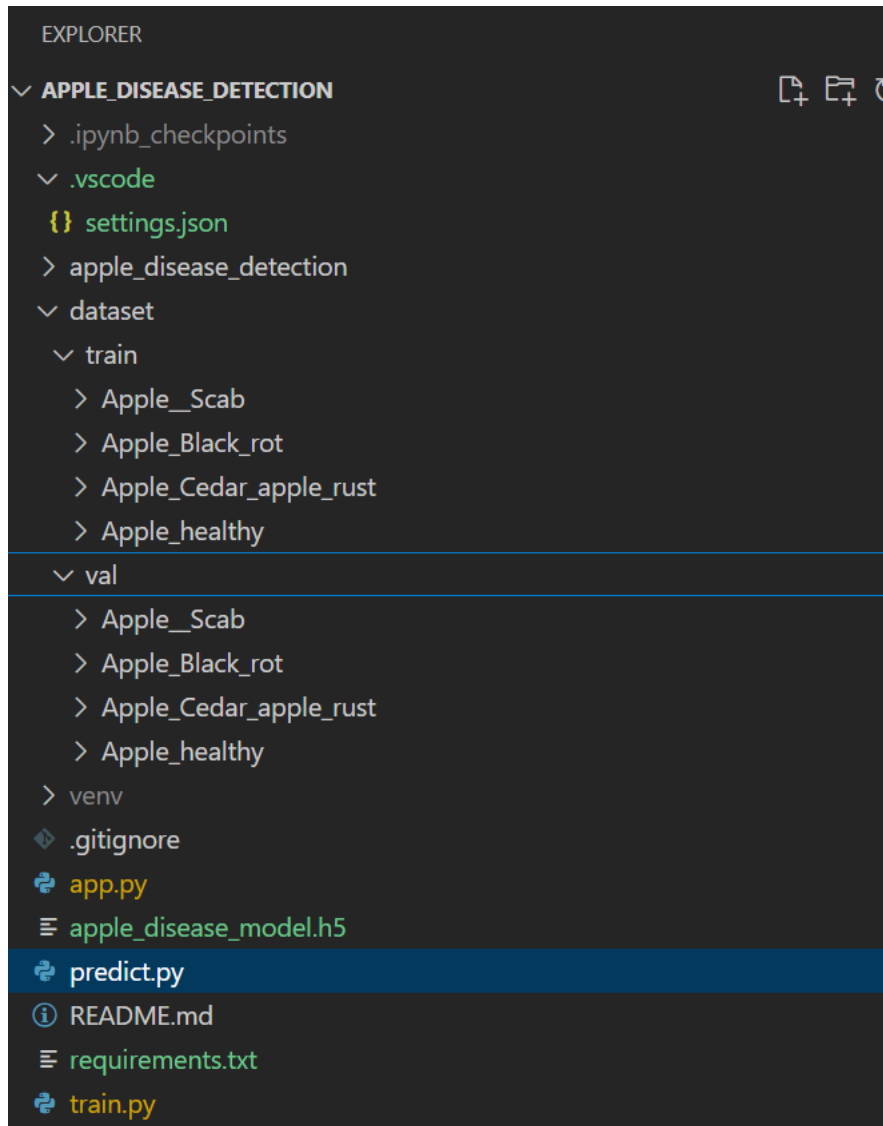 EXPLORER
APPLE_DISEASE_DETECTION
.ipynb_checkpoints
.vscode
{} settings.json
apple_disease_detection
dataset
train
Apple__Scab
Apple_Black_rot
Apple_Cedar_apple_rust
Apple_healthy
val
Apple__Scab
Apple_Black_rot
Apple_Cedar_apple_rust
Apple_healthy
venv
.gitignore
app.py
apple_disease_model.h5
predict.py
README.md
requirements.txt
train.py